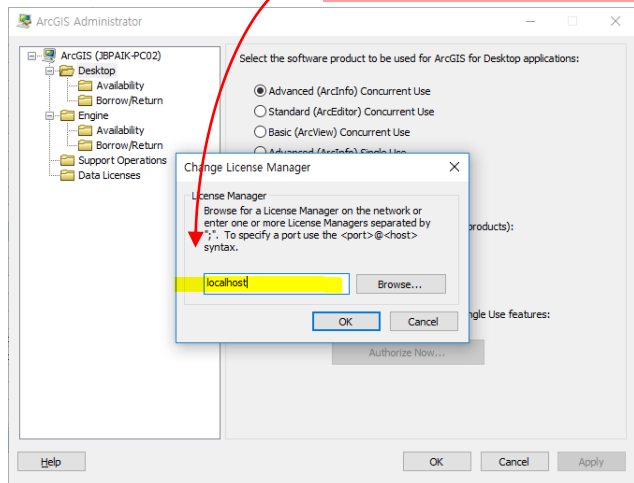 ArcGIS Administrator
ArcGIS (JBPAIK-PC02)
Desktop
Availability
Borrow/Return
Engine
Availability
Borrow/Return
Support Operations
Data Licenses
Select the software product to be used for ArcGIS for Desktop applications:
Advanced (ArcInfo) Concurrent Use
Standard (ArcEditor) Concurrent Use
Basic (ArcView) Concurrent Use
Advanced (ArcInfo) Single Use
Change License Manager
License Manager
Browse for a License Manager on the network or
enter one or more License Managers separated by
";". To specify a port use the <port>@<host>
syntax.
localhost
Browse...
OK Cancel
products):
ngle Use features:
Authorize Now...
Help OK Cancel Apply